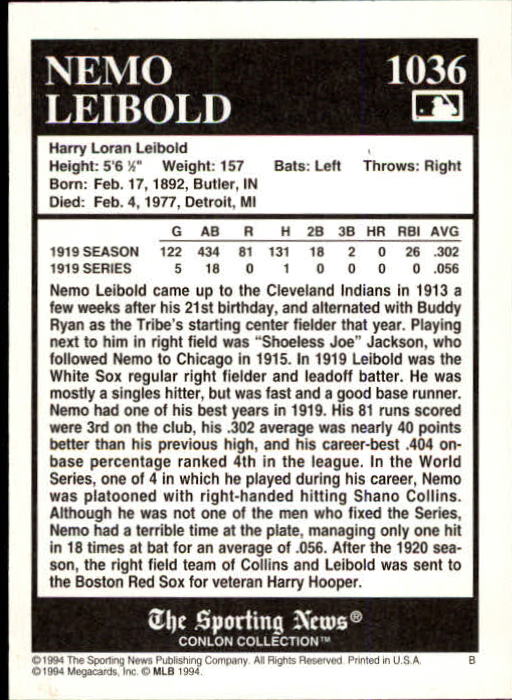 NEMO
LEIBOLD
1036
Harry Loran Leibold
Height: 5'6 ½" Weight: 157 Bats: Left Throws: Right
Born: Feb. 17, 1892, Butler, IN
Died: Feb. 4, 1977, Detroit, MI
G AB R H 2B 3B HR RBI AVG
1919 SEASON 122 434 81 131 18 2 0 26 .302
1919 SERIES 5 18 0 1 0 0 0 0 .056
Nemo Leibold came up to the Cleveland Indians in 1913 a
few weeks after his 21st birthday, and alternated with Buddy
Ryan as the Tribe's starting center fielder that year. Playing
next to him in right field was "Shoeless Joe" Jackson, who
followed Nemo to Chicago in 1915. In 1919 Leibold was the
White Sox regular right fielder and leadoff batter. He was
mostly a singles hitter, but was fast and a good base runner.
Nemo had one of his best years in 1919. His 81 runs scored
were 3rd on the club, his .302 average was nearly 40 points
better than his previous high, and his career-best .404 on-
base percentage ranked 4th in the league. In the World
Series, one of 4 in which he played during his career, Nemo
was platooned with right-handed hitting Shano Collins.
Although he was not one of the men who fixed the Series,
Nemo had a terrible time at the plate, managing only one hit
in 18 times at bat for an average of .056. After the 1920 sea-
son, the right field team of Collins and Leibold was sent to
the Boston Red Sox for veteran Harry Hooper.
The Sporting News®
CONLON COLLECTION™
©1994 The Sporting News Publishing Company. All Rights Reserved. Printed in U.S.A. B
©1994 Megacards, Inc. © MLB 1994.